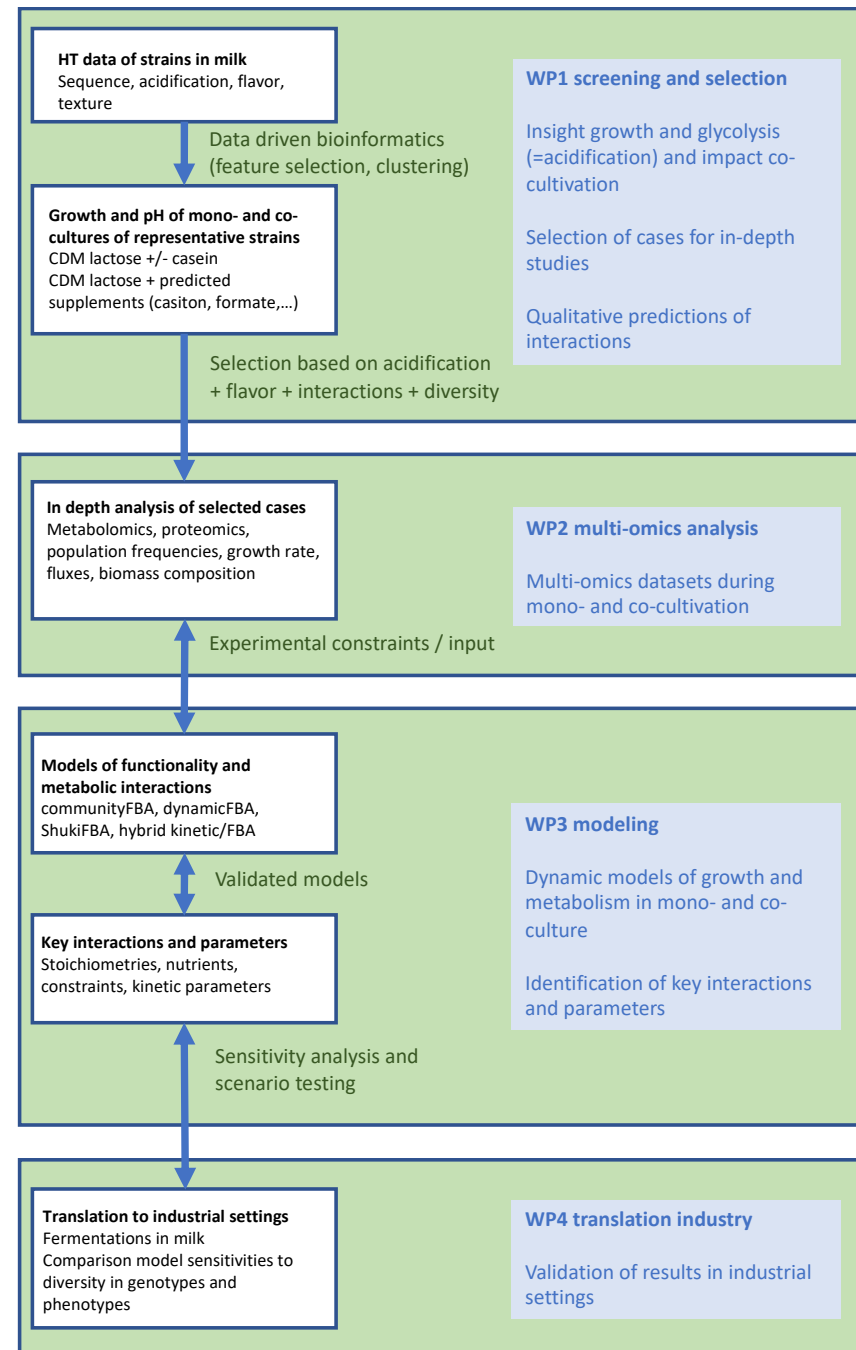 HT data of strains in milk
Sequence, acidification, flavor,
texture
Data driven bioinformatics
(feature selection, clustering)
Growth and pH of mono- and co-
cultures of representative strains
CDM lactose +/- casein
CDM lactose + predicted
supplements (casiton, formate,...)
Selection based on acidification
+ flavor + interactions + diversity
WP1 screening and selection
Insight growth and glycolysis
(=acidification) and impact co-
cultivation
Selection of cases for in-depth
studies
Qualitative predictions of
interactions
In depth analysis of selected cases
Metabolomics, proteomics,
population frequencies, growth rate,
fluxes, biomass composition
Experimental constraints / input
WP2 multi-omics analysis
Multi-omics datasets during
mono- and co-cultivation
Models of functionality and
metabolic interactions
communityFBA, dynamicFBA,
ShukiFBA, hybrid kinetic/FBA
Validated models
Key interactions and parameters
Stoichiometries, nutrients,
constraints, kinetic parameters
Sensitivity analysis and
scenario testing
WP3 modeling
Dynamic models of growth and
metabolism in mono- and co-
culture
Identification of key interactions
and parameters
Translation to industrial settings
Fermentations in milk
Comparison model sensitivities to
diversity in genotypes and
phenotypes
WP4 translation industry
Validation of results in industrial
settings